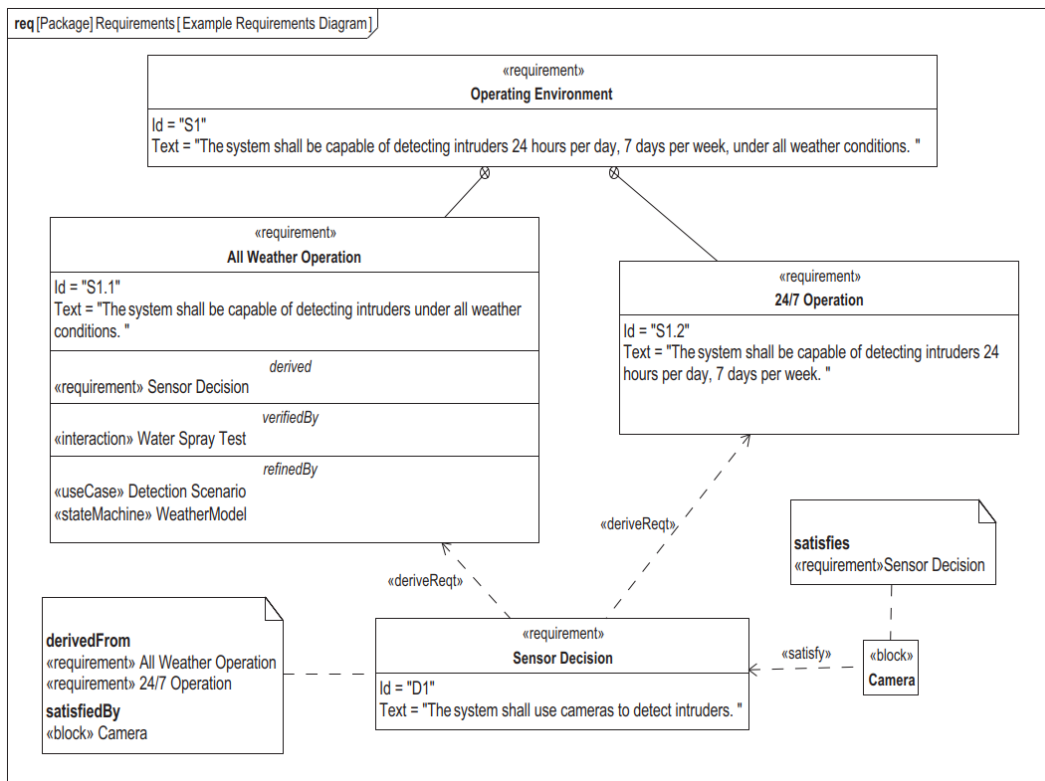 req [Package] Requirements [ Example Requirements Diagram ]
«requirement»
Operating Environment
Id = "S1"
Text = "The system shall be capable of detecting intruders 24 hours per day, 7 days per week, under all weather conditions. "
«requirement»
All Weather Operation
Id = "S1.1"
Text = "The system shall be capable of detecting intruders under all weather
conditions. "
derived
«requirement» Sensor Decision
verifiedBy
«interaction» Water Spray Test
refinedBy
«useCase» Detection Scenario
«stateMachine» WeatherModel
«requirement»
24/7 Operation
Id = "S1.2"
Text = "The system shall be capable of detecting intruders 24
hours per day, 7 days per week. "
«deriveReqt»
«deriveReqt»
satisfies
«requirement»Sensor Decision
derivedFrom
«requirement» All Weather Operation
«requirement» 24/7 Operation
satisfiedBy
«block» Camera
«requirement»
Sensor Decision
Id = "D1"
Text = "The system shall use cameras to detect intruders. "
«satisfy»
«block»
Camera